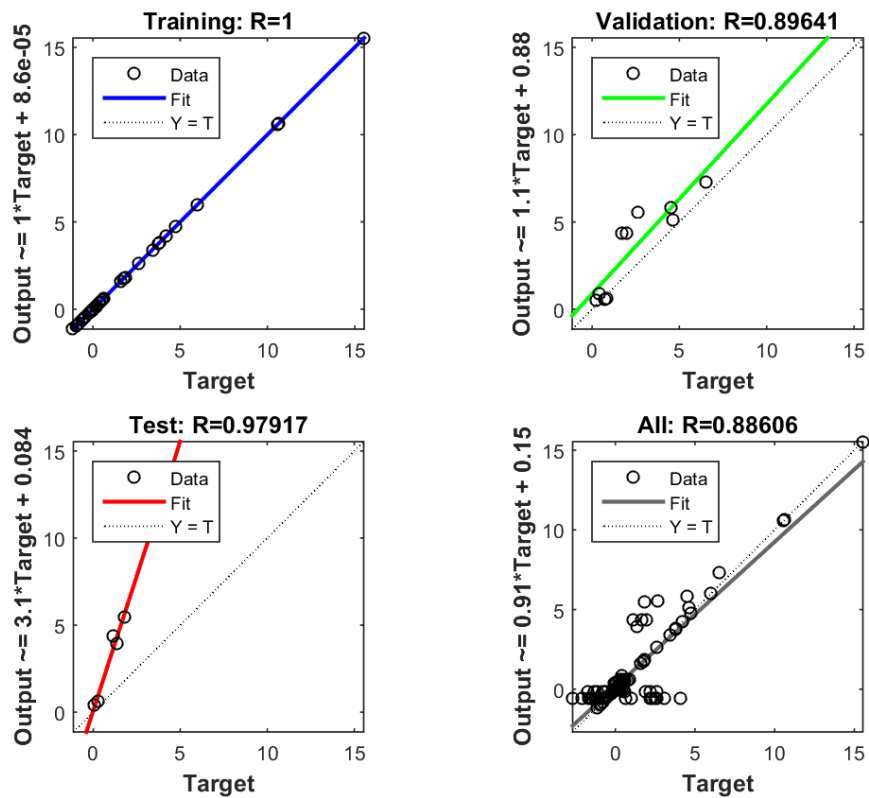 Training: R=1
Output ~= 1*Target + 8.6e-05
15
10
5
0
Data
Fit
Y = T
0
5
10
15
Target
Validation: R=0.89641
Output ~= 1.1*Target + 0.88
15
10
5
0
Data
Fit
Y = T
0
5
10
15
Target
Test: R=0.97917
Output ~= 3.1*Target + 0.084
15
10
5
0
Data
Fit
Y = T
0
5
10
15
Target
All: R=0.88606
Output ~= 0.91*Target + 0.15
15
10
5
0
Data
Fit
Y = T
0
5
10
15
Target